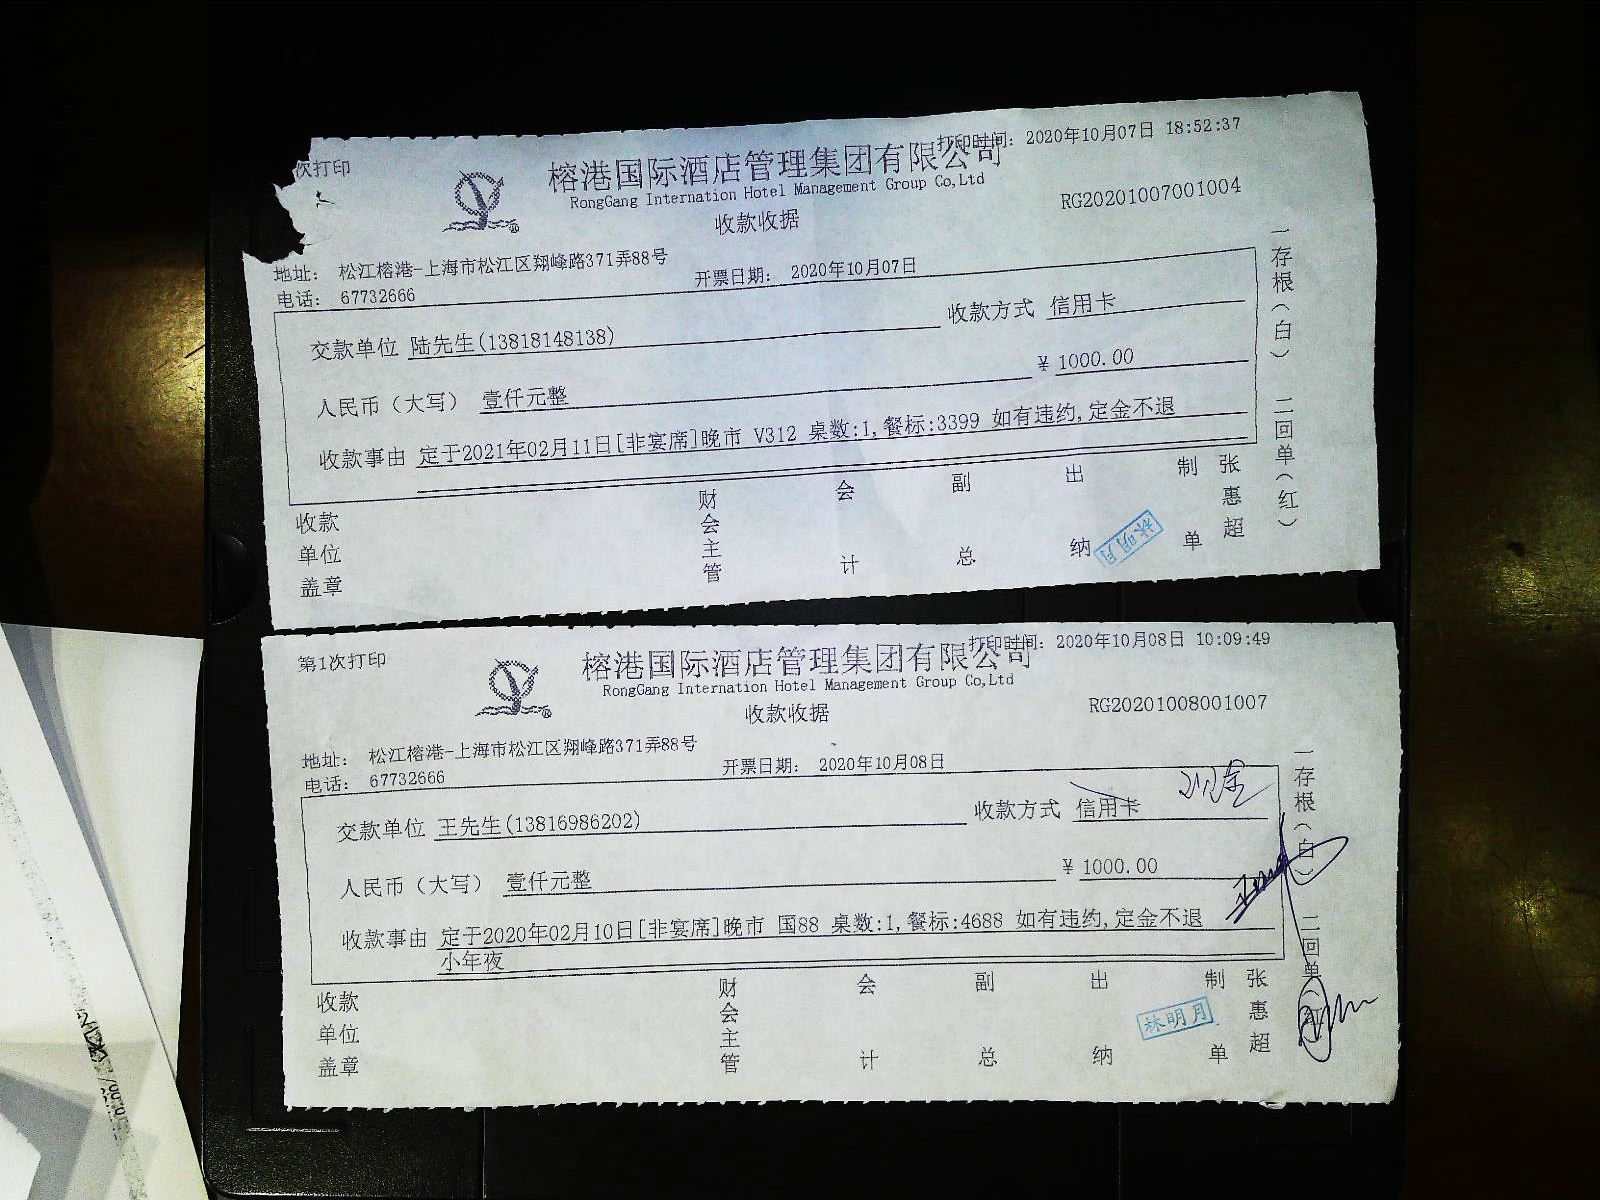 次打印
打印时间：2020年10月07日 18:52:37
榕港国际酒店管理集团有限公司
RongGang Internation Hotel Management Group Co,Ltd
RG20201007001004
收款收据
地址： 松江榕港-上海市松江区翔峰路371弄88号
电话： 67732666
开票日期： 2020年10月07日
交款单位 陆先生(13818148138)
收款方式 信用卡
人民币（大写） 壹仟元整
¥ 1000.00
收款事由 定于2021年02月11日[非宴席]晚市 V312 桌数:1,餐标:3399 如有违约,定金不退
收款单位盖章
财会主管
会计
副总
出纳
林明月
制单
张惠超
一存根（白） 二回单（红）
第1次打印
打印时间：2020年10月08日 10:09:49
榕港国际酒店管理集团有限公司
RongGang Internation Hotel Management Group Co,Ltd
RG20201008001007
收款收据
地址： 松江榕港-上海市松江区翔峰路371弄88号
电话： 67732666
开票日期： 2020年10月08日
交款单位 王先生(13816986202)
收款方式 信用卡
人民币（大写） 壹仟元整
¥ 1000.00
收款事由 定于2020年02月10日[非宴席]晚市 国88 桌数:1,餐标:4688 如有违约,定金不退
小年夜
收款单位盖章
财会主管
会计
副总
出纳
林明月
制单
张惠超
一存根（白） 二回单（红）